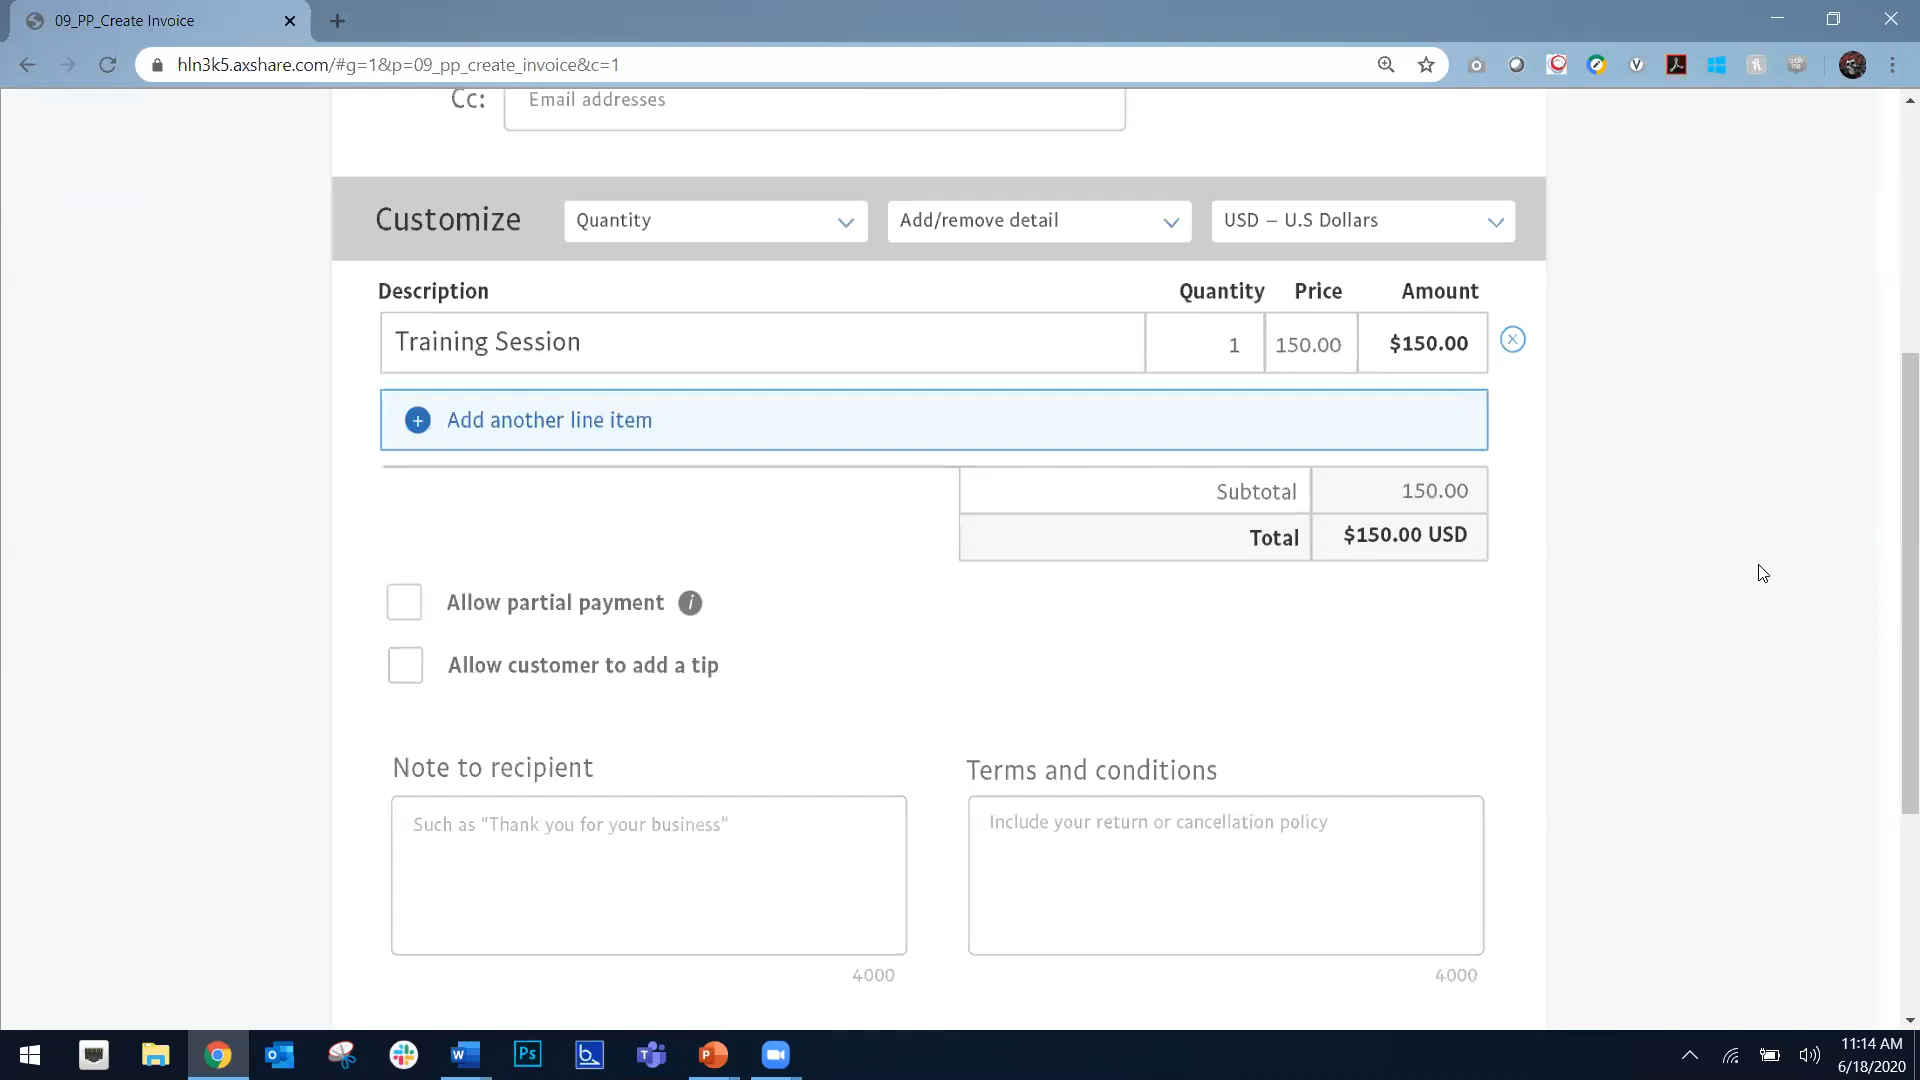 09_PP_Create Invoice
hln3k5.axshare.com/#g=1&p=09_pp_create_invoice&c=1
Cc: Email addresses
Customize Quantity Add/remove detail USD – U.S Dollars
Description Quantity Price Amount
Training Session 1 150.00 $150.00
Add another line item
Subtotal 150.00
Total $150.00 USD
Allow partial payment
Allow customer to add a tip
Note to recipient Terms and conditions
Such as “Thank you for your business” Include your return or cancellation policy
4000 4000
11:14 AM
6/18/2020